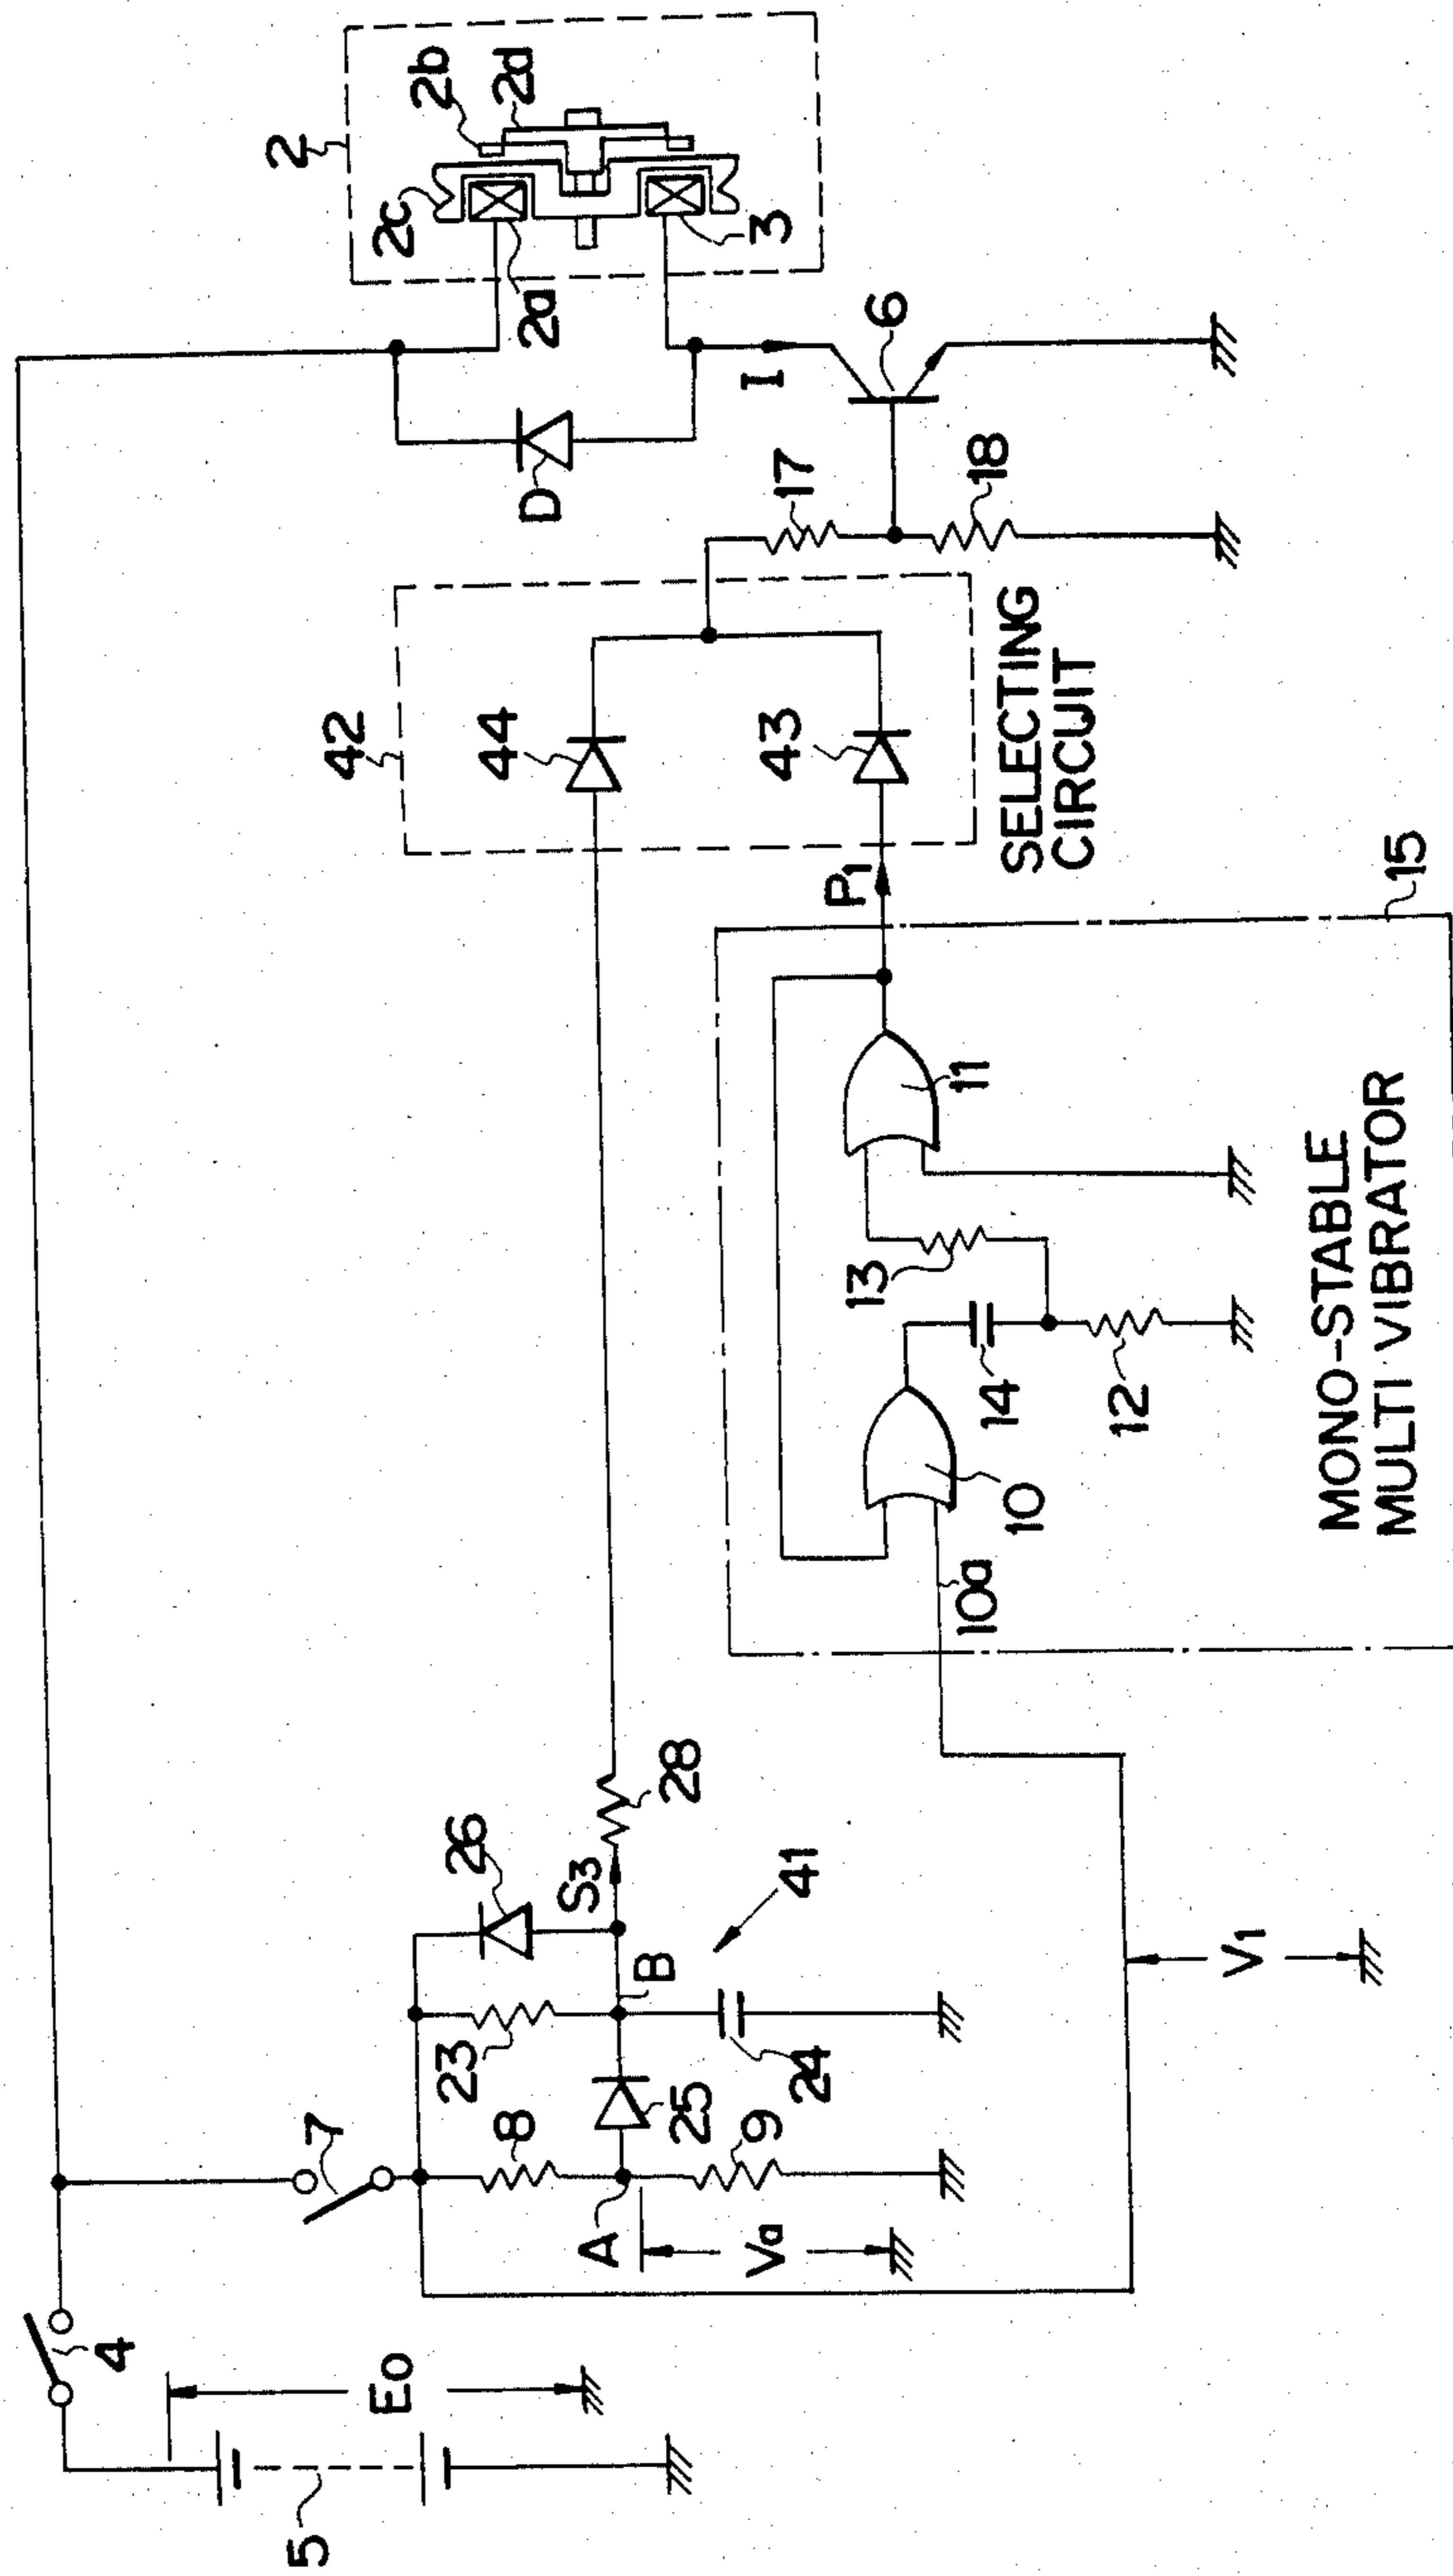 4
5
E0
7
8
A
Va
9
23
25
24
B
26
S3
28
41
V1
10a
10
14
12
13
11
MONO-STABLE
MULTI VIBRATOR
15
P1
42
44
43
SELECTING
CIRCUIT
17
18
D
I
6
2
2a
2b
2c
2d
3